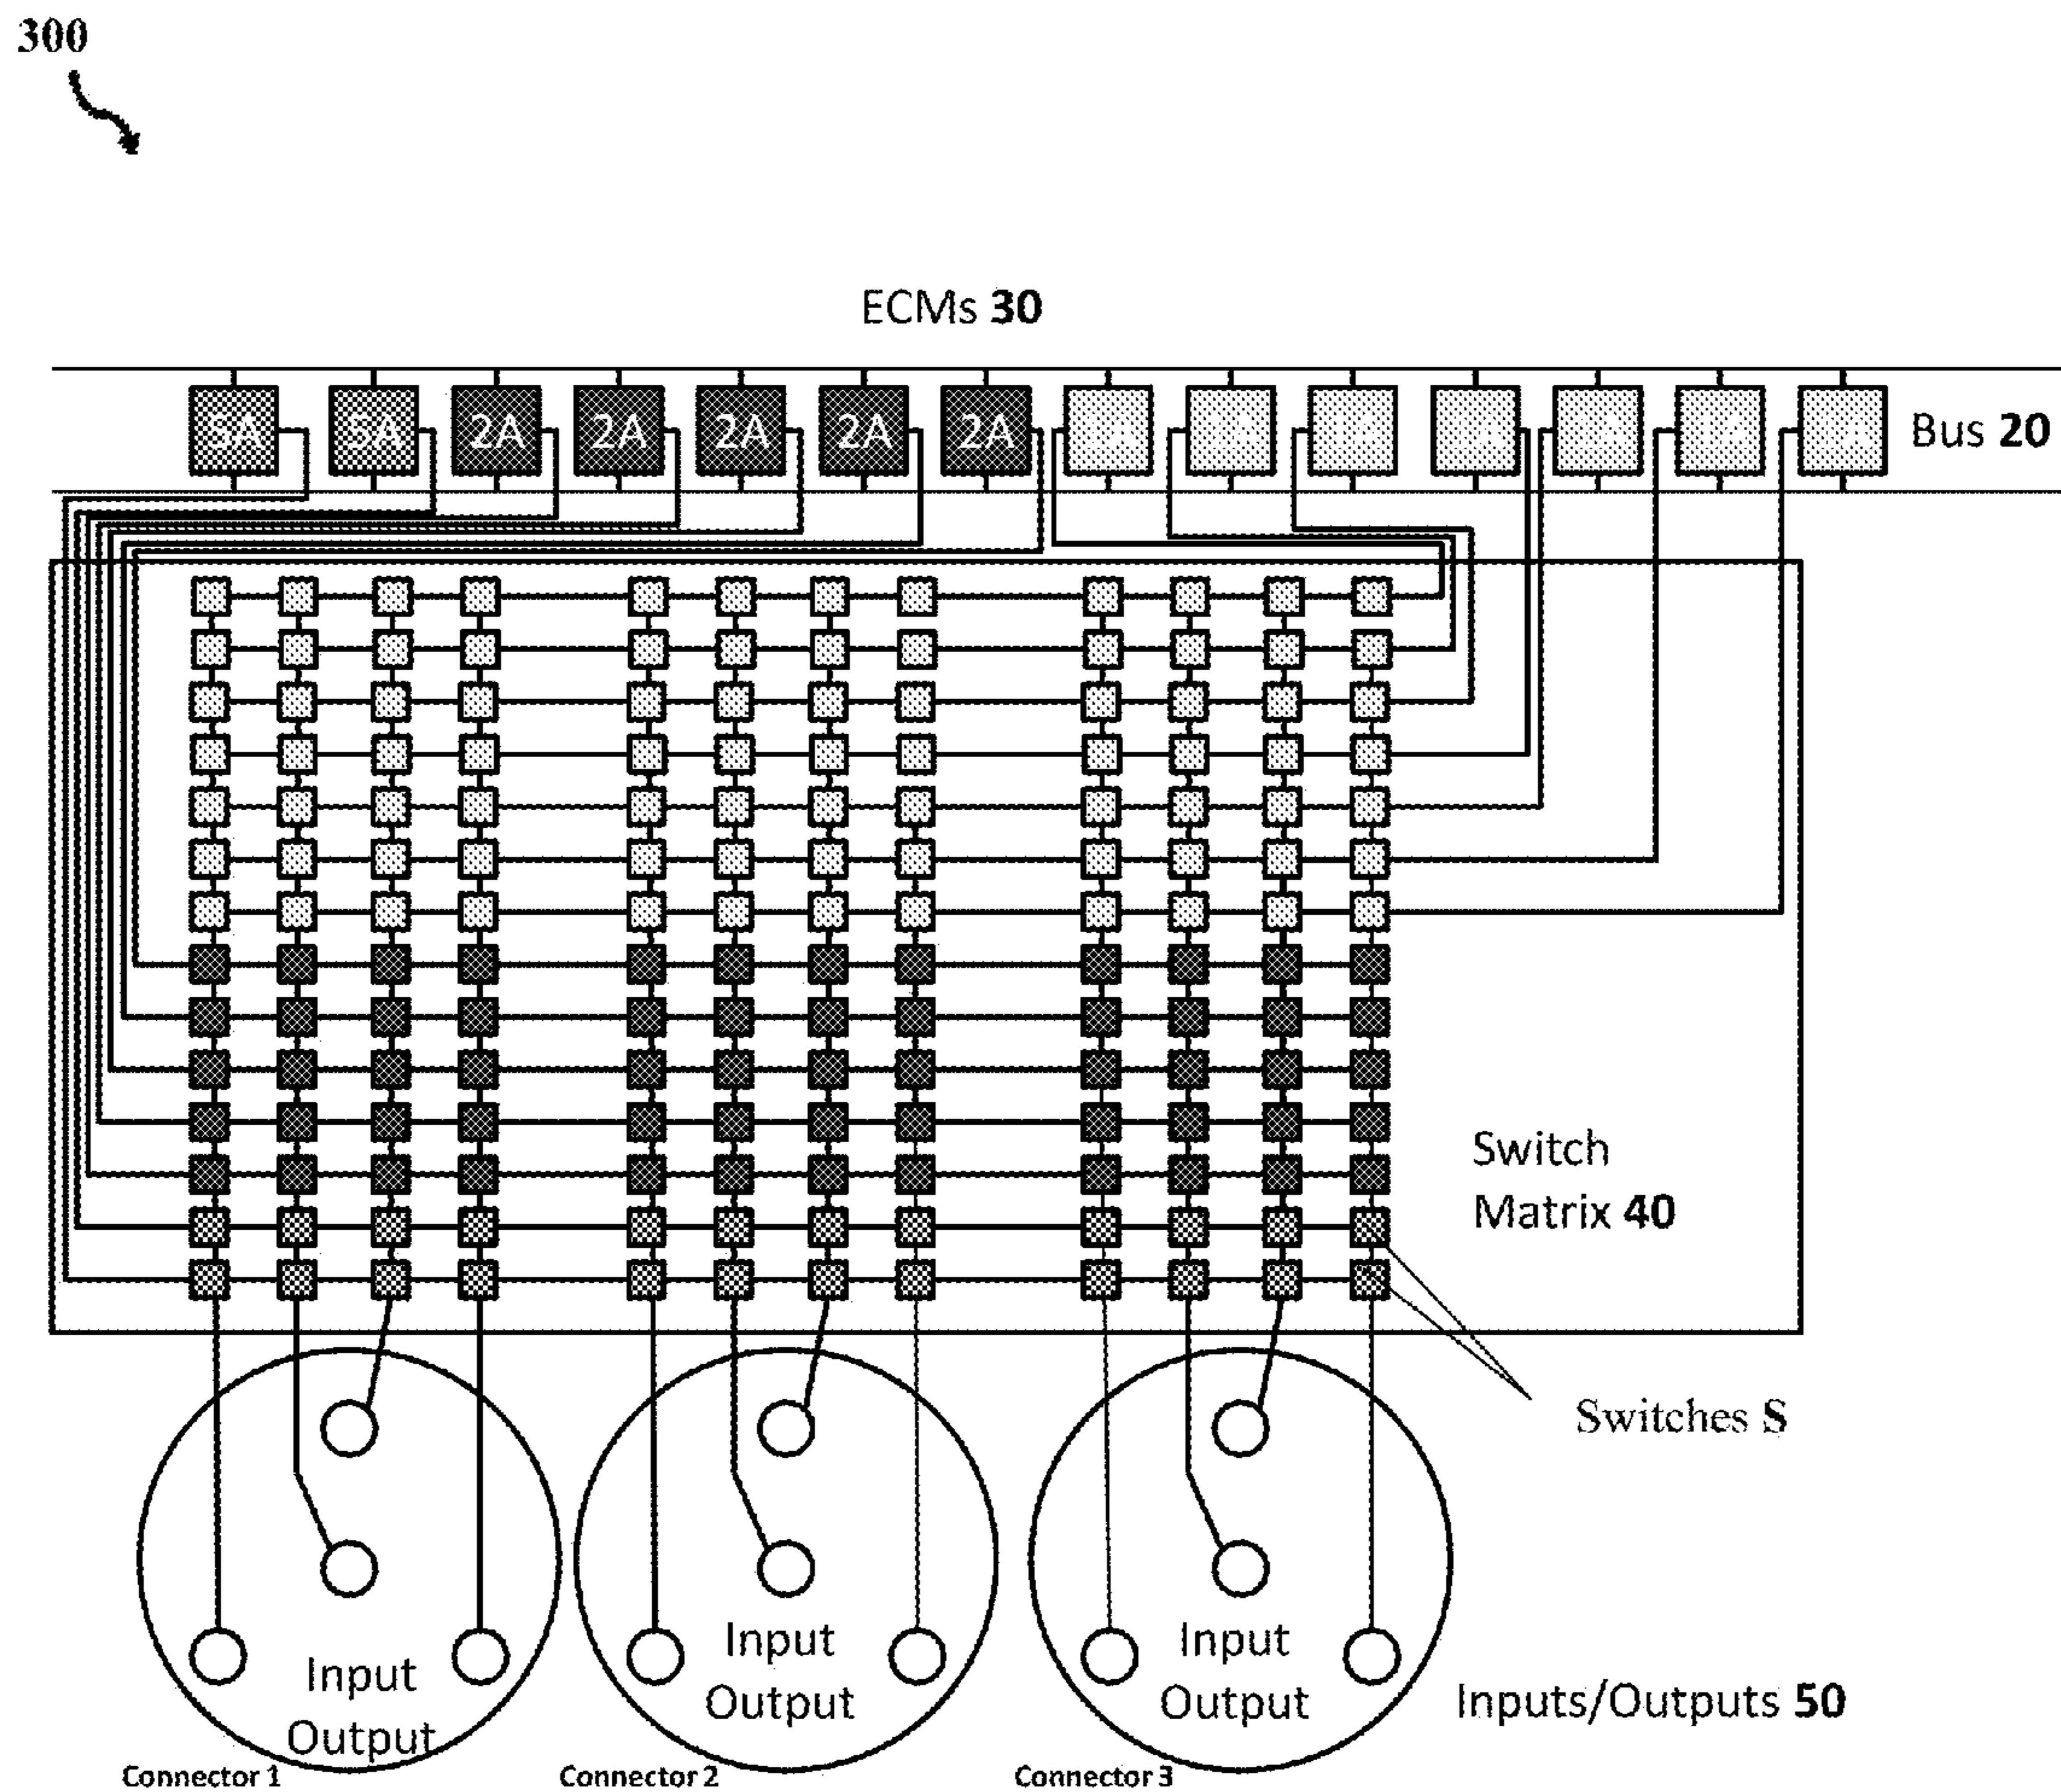 300
ECMs 30
5A 5A 2A 2A 2A 2A 2A
Bus 20
Switch
Matrix 40
Switches S
Input
Output
Input
Output
Input
Output
Inputs/Outputs 50
Connector 1
Connector 2
Connector 3